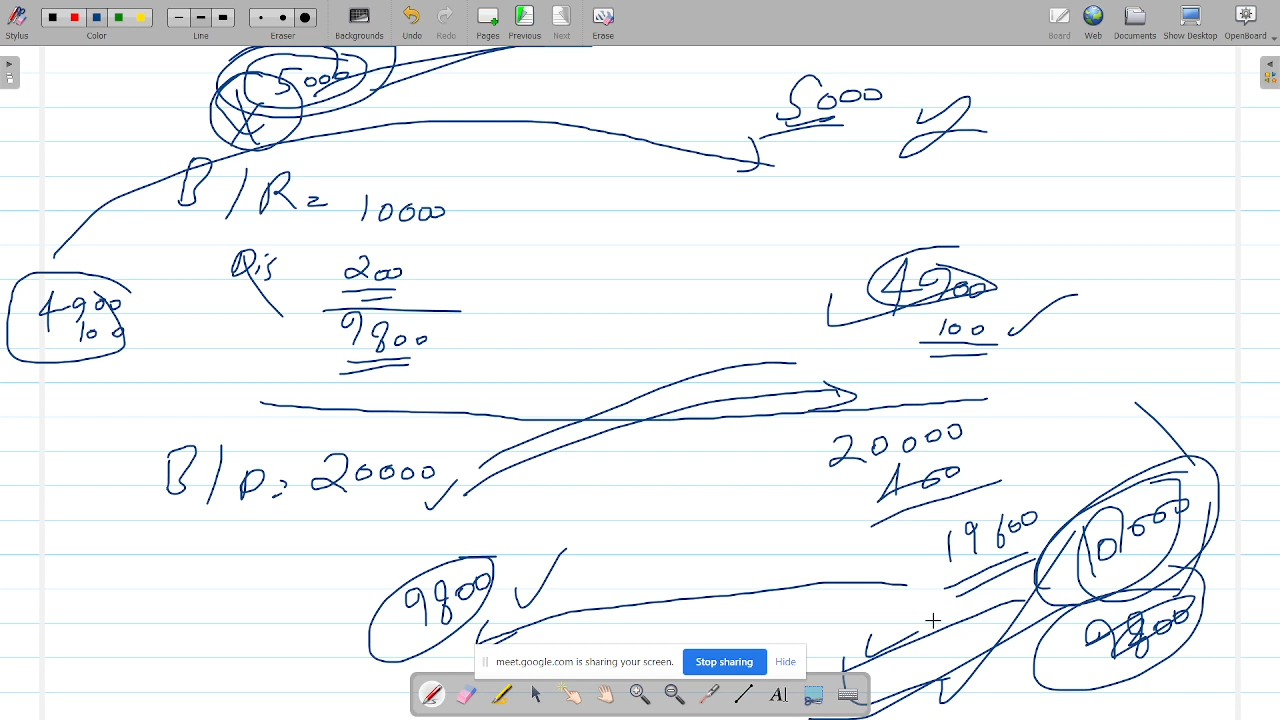 Stylus Color Line Eraser Backgrounds Undo Redo Pages Previous Next Erase Board Web Documents Show Desktop OpenBoard
5000
5000 y
X
B/R = 10000
Dis 200
4900
4900
100
100
9800
B/P = 20000
20000
400
19600
10000
9800
9800
meet.google.com is sharing your screen. Stop sharing Hide